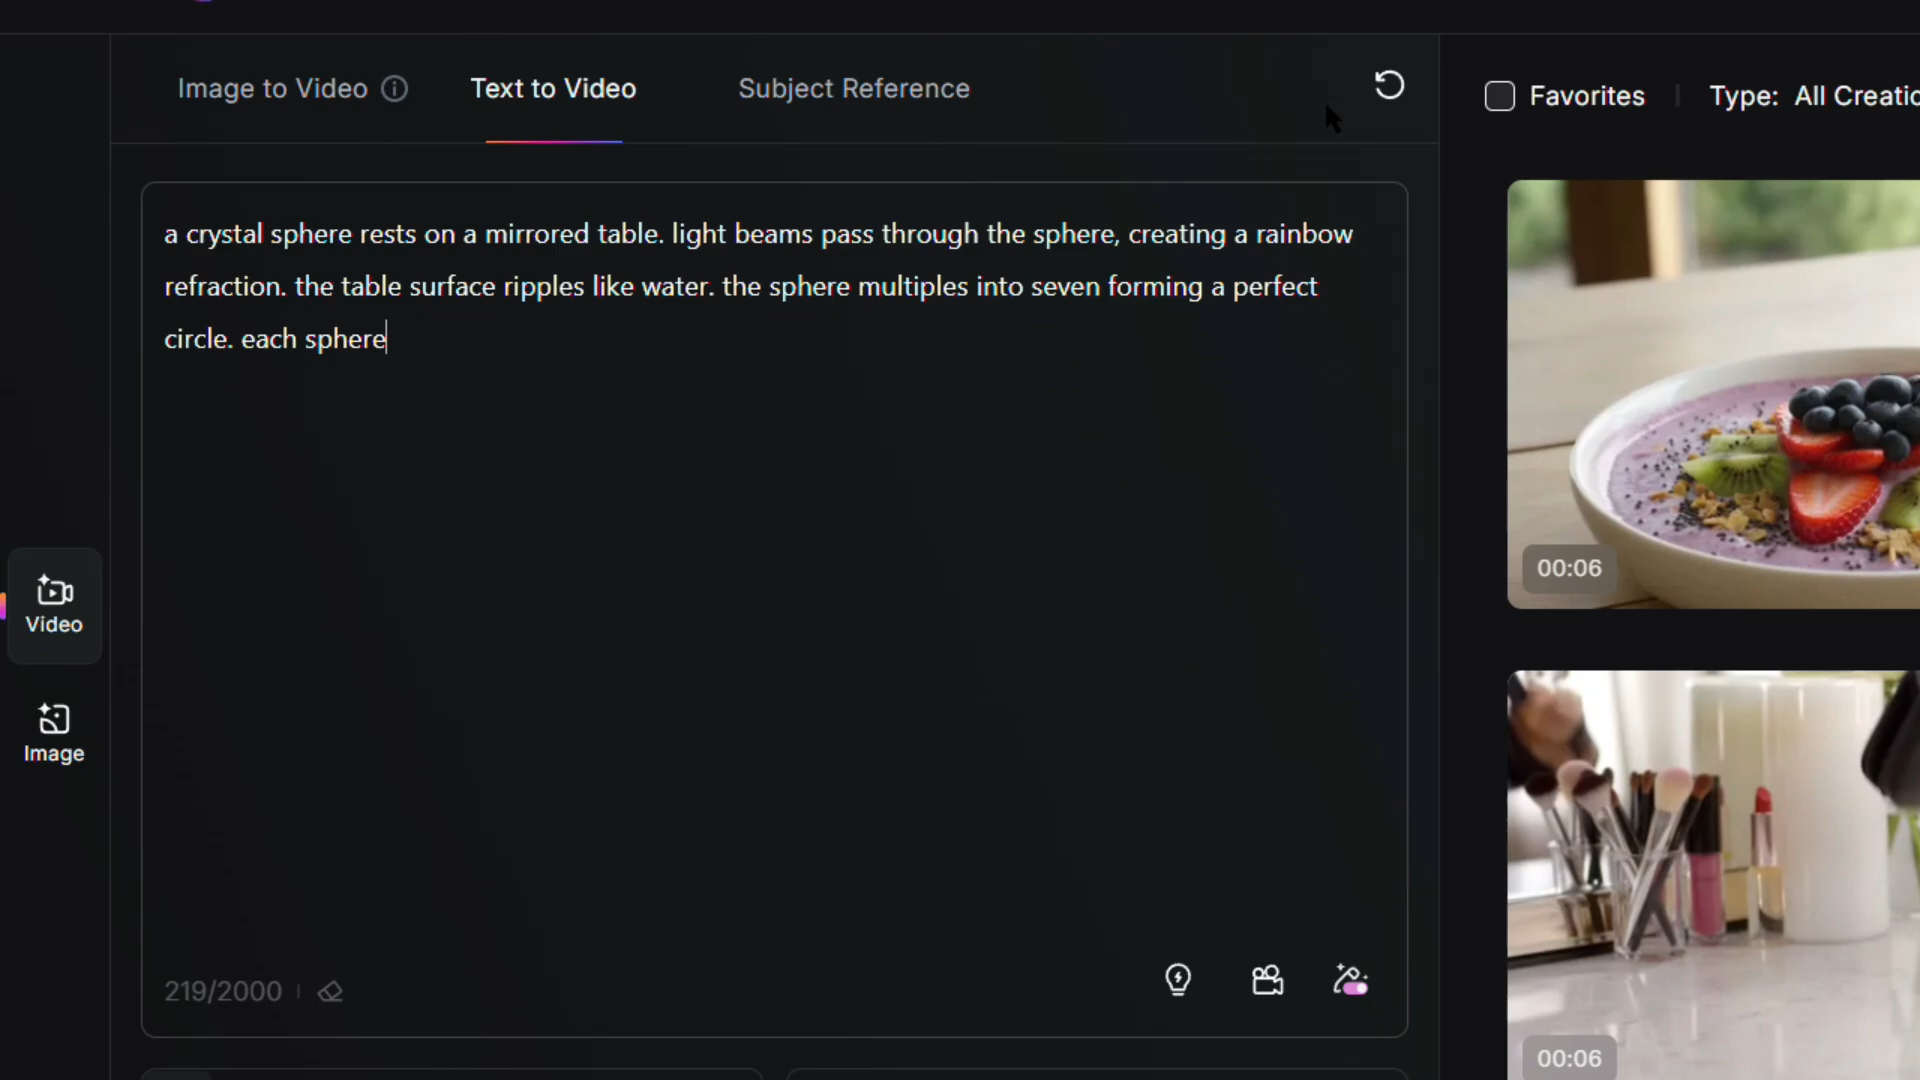 Image to Video
Text to Video
Subject Reference
Favorites
Type: All Creatio
a crystal sphere rests on a mirrored table. light beams pass through the sphere, creating a rainbow
refraction. the table surface ripples like water. the sphere multiples into seven forming a perfect
circle. each sphere
219/2000
Video
Image
00:06
00:06